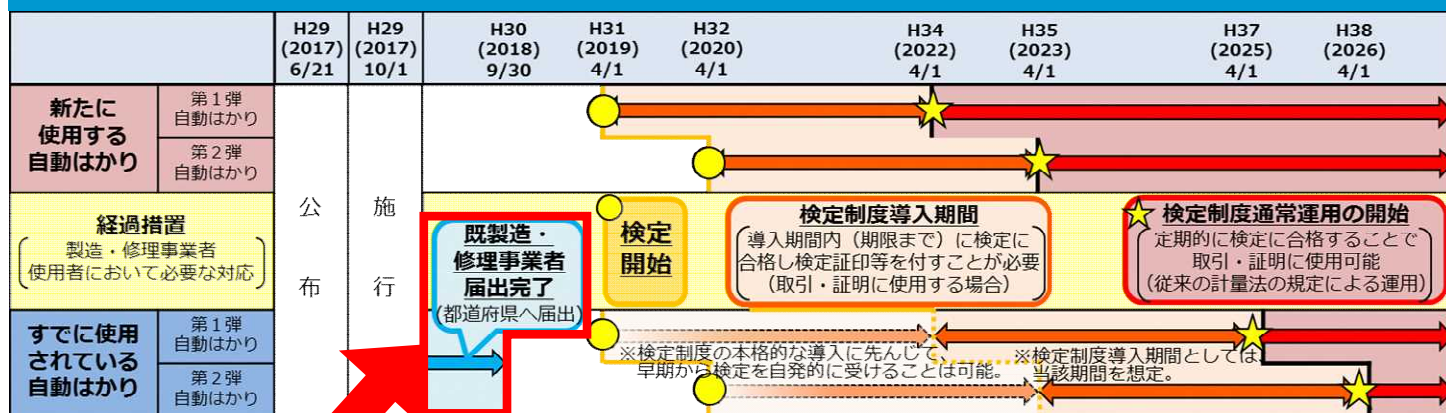 H29
(2017)
6/21
H29
(2017)
10/1
H30
(2018)
9/30
H31
(2019)
4/1
H32
(2020)
4/1
H34
(2022)
4/1
H35
(2023)
4/1
H37
(2025)
4/1
H38
(2026)
4/1
新たに
使用する
自動はかり
第1弾
自動はかり
第2弾
自動はかり
公布
施行
経過措置
製造・修理事業者
使用者において必要な対応
既製造・
修理事業者
届出完了
(都道府県へ届出)
検定
開始
検定制度導入期間
導入期間内（期限まで）に検定に
合格し検定証印等を付すことが必要
（取引・証明に使用する場合）
検定制度通常運用の開始
定期的に検定に合格することで
取引・証明に使用可能
(従来の計量法の規定による運用)
すでに使用
されている
自動はかり
第1弾
自動はかり
第2弾
自動はかり
※検定制度の本格的な導入に先んじて、
早期から検定を自発的に受けることは可能。
※検定制度導入期間としては、
当該期間を想定。